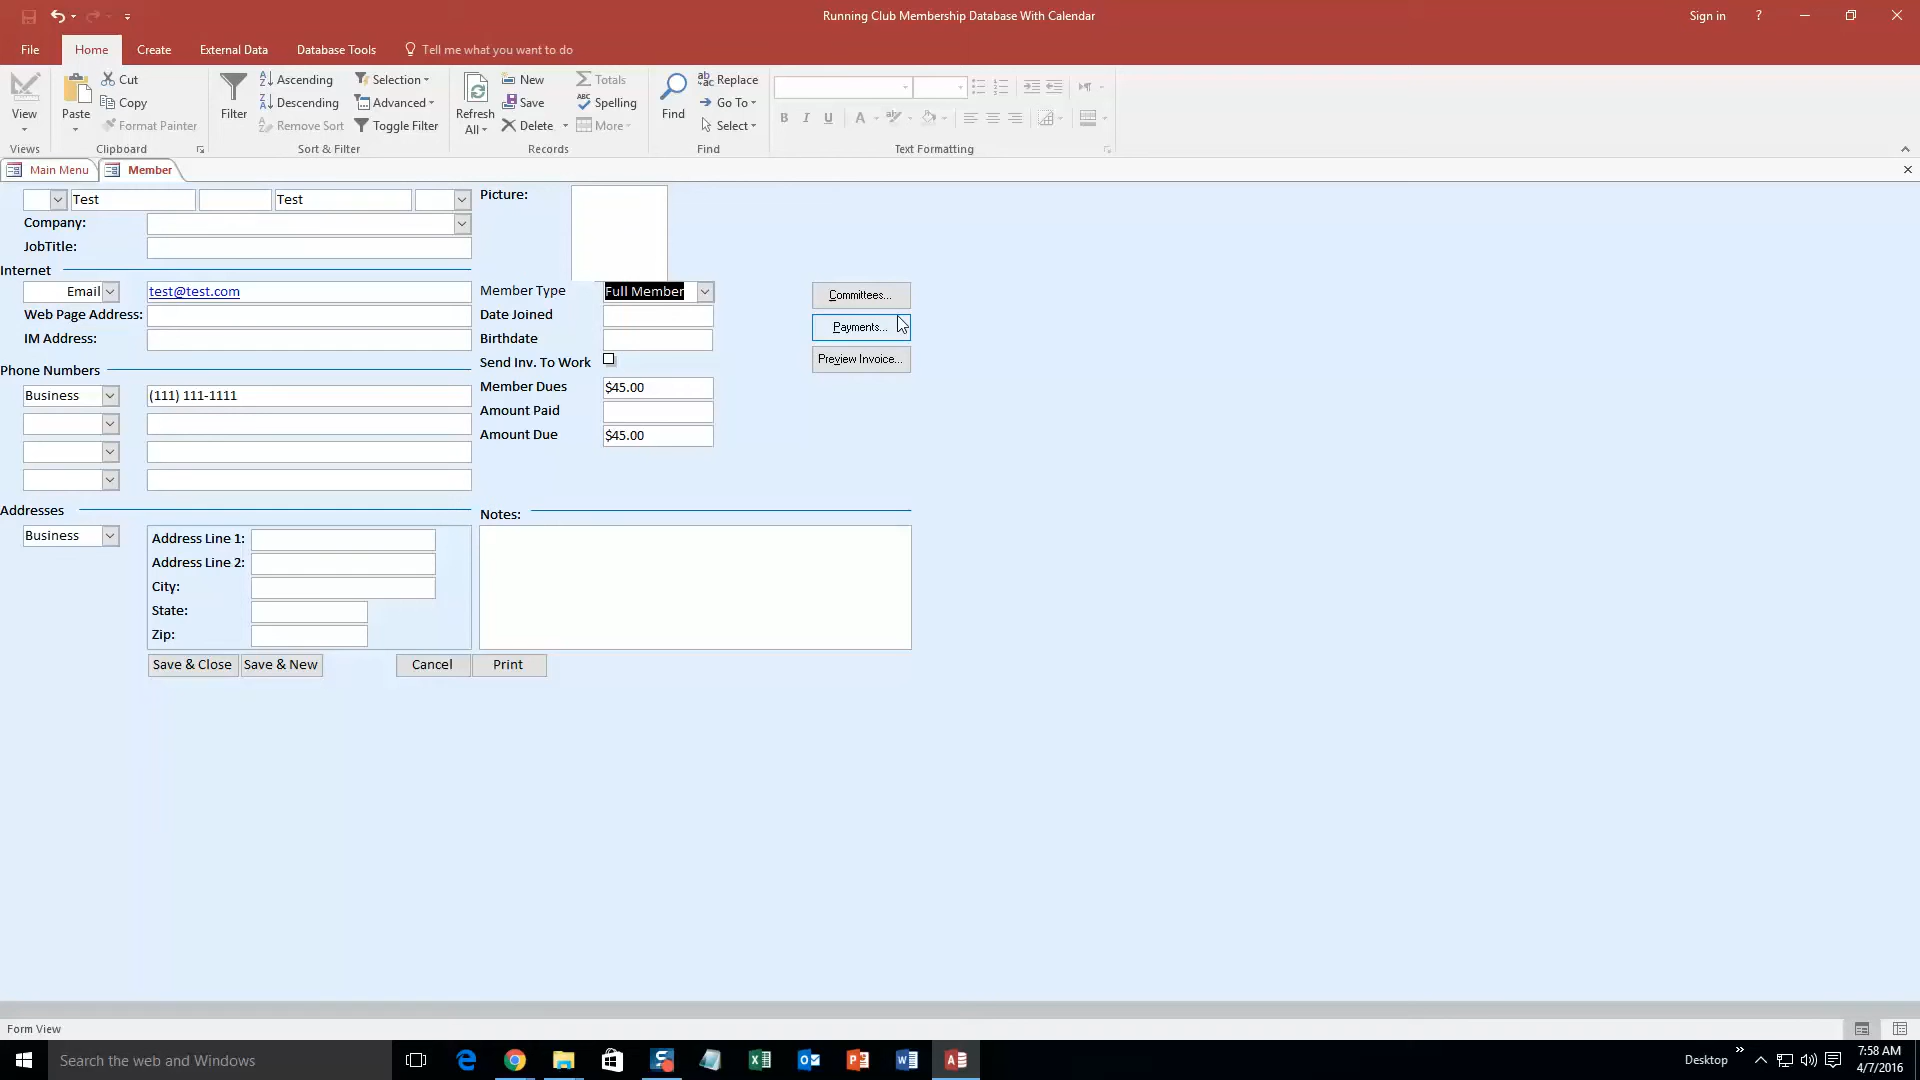 Running Club Membership Database With Calendar
Sign in
?
File
Home
Create
External Data
Database Tools
Tell me what you want to do
View
Paste
Cut
Copy
Format Painter
Filter
Ascending
Descending
Remove Sort
Selection
Advanced
Toggle Filter
Refresh
All
New
Save
Delete
Totals
Spelling
More
Find
Replace
Go To
Select
B I U
Views
Clipboard
Sort & Filter
Records
Find
Text Formatting
Main Menu
Member
Test
Test
Picture:
Company:
JobTitle:
Internet
Email
test@test.com
Member Type
Full Member
Committees...
Web Page Address:
Date Joined
Payments...
IM Address:
Birthdate
Send Inv. To Work
Preview Invoice...
Phone Numbers
Member Dues
$45.00
Business
(111) 111-1111
Amount Paid
Amount Due
$45.00
Addresses
Notes:
Business
Address Line 1:
Address Line 2:
City:
State:
Zip:
Save & Close
Save & New
Cancel
Print
Form View
Search the web and Windows
Desktop
7:58 AM
4/7/2016